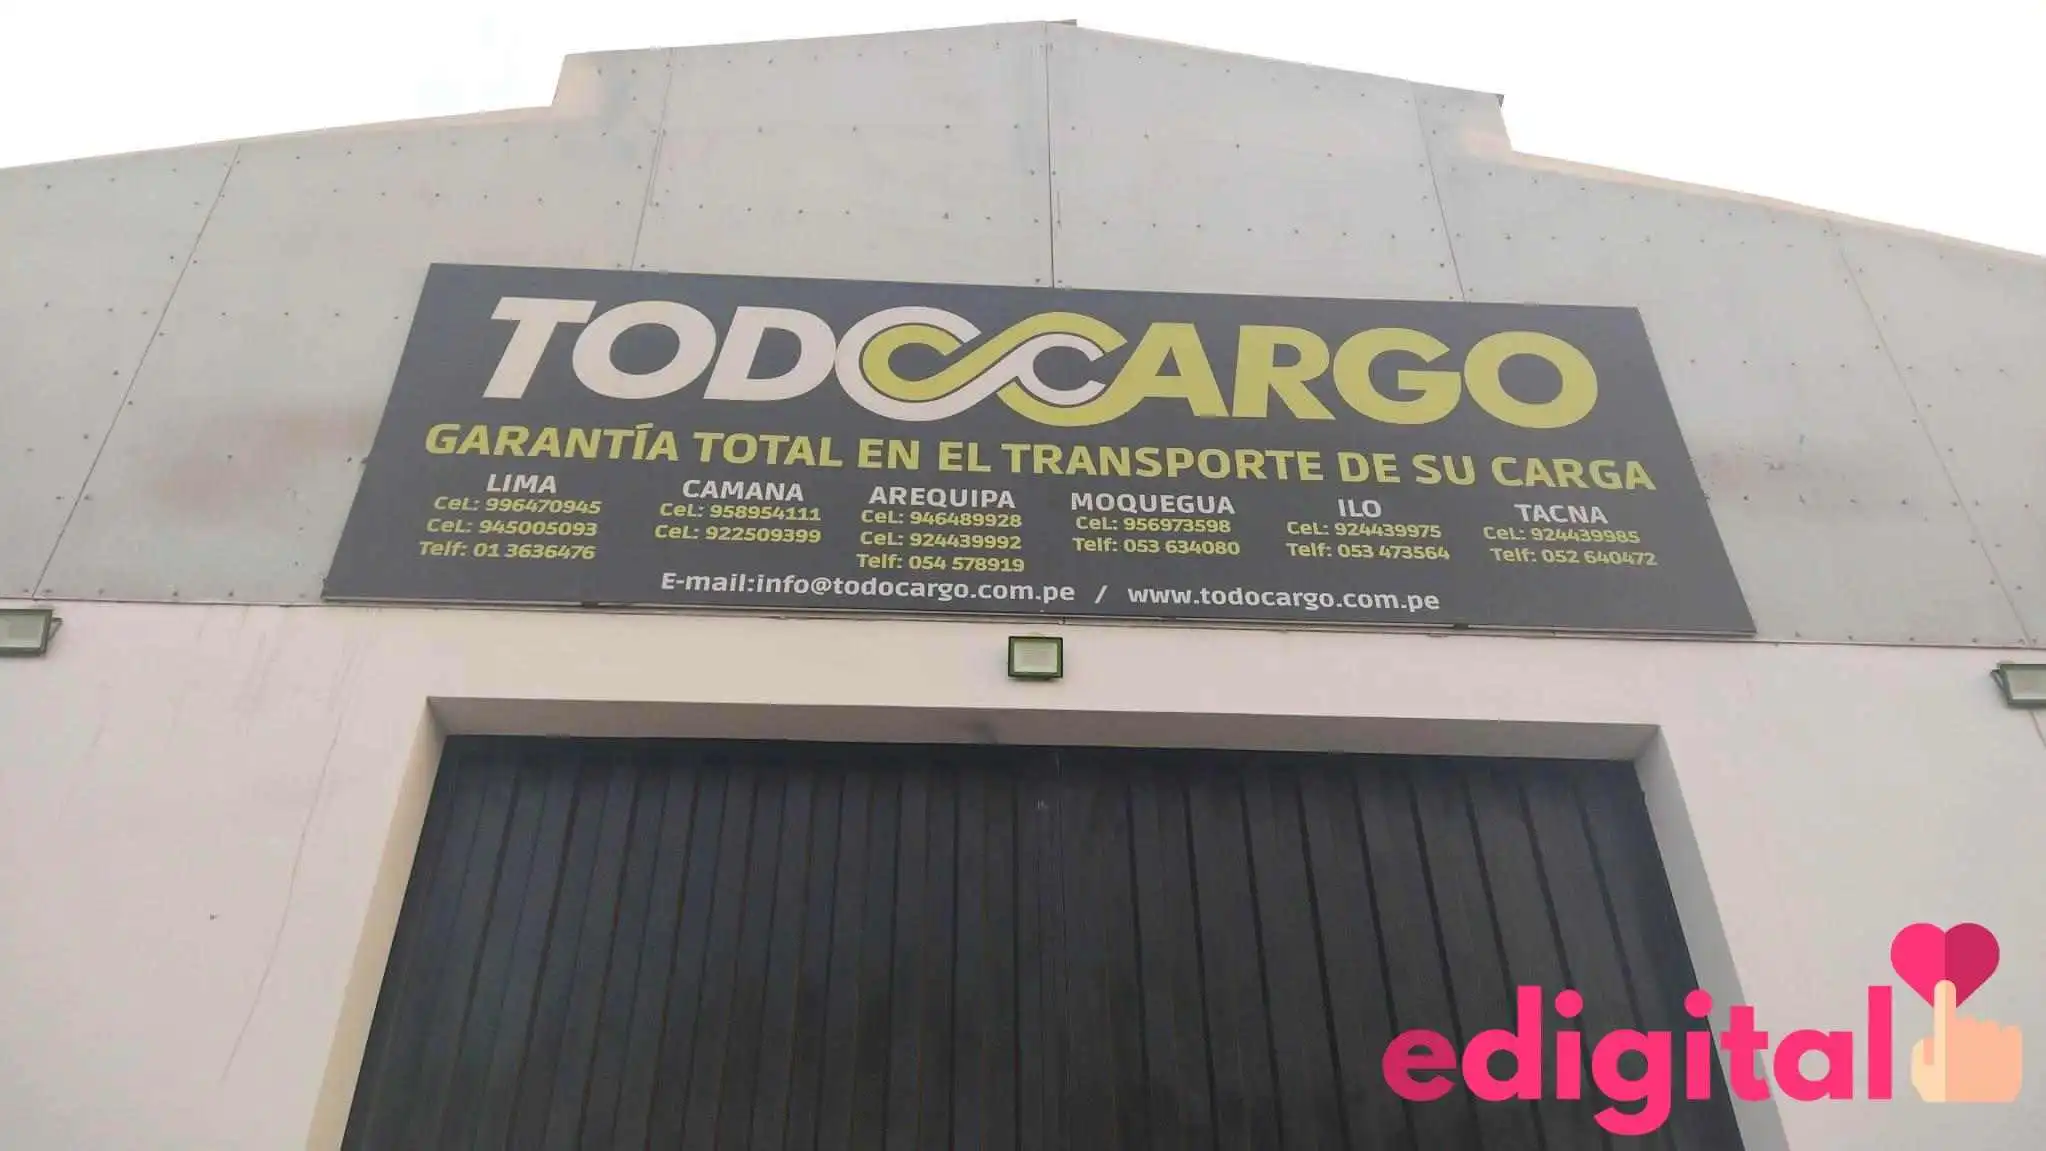 TODOCARGO
GARANTÍA TOTAL EN EL TRANSPORTE DE SU CARGA
LIMA
CeL: 996470945
CeL: 945005093
Telf: 01 3636476
CAMANA
CeL: 958954111
CeL: 922509399
AREQUIPA
CeL: 946489928
CeL: 924439992
Telf: 054 578919
MOQUEGUA
CeL: 956973598
Telf: 053 634080
ILO
CeL: 924439975
Telf: 053 473564
TACNA
CeL: 924439985
Telf: 052 640472
E-mail:info@todocargo.com.pe / www.todocargo.com.pe
edigital